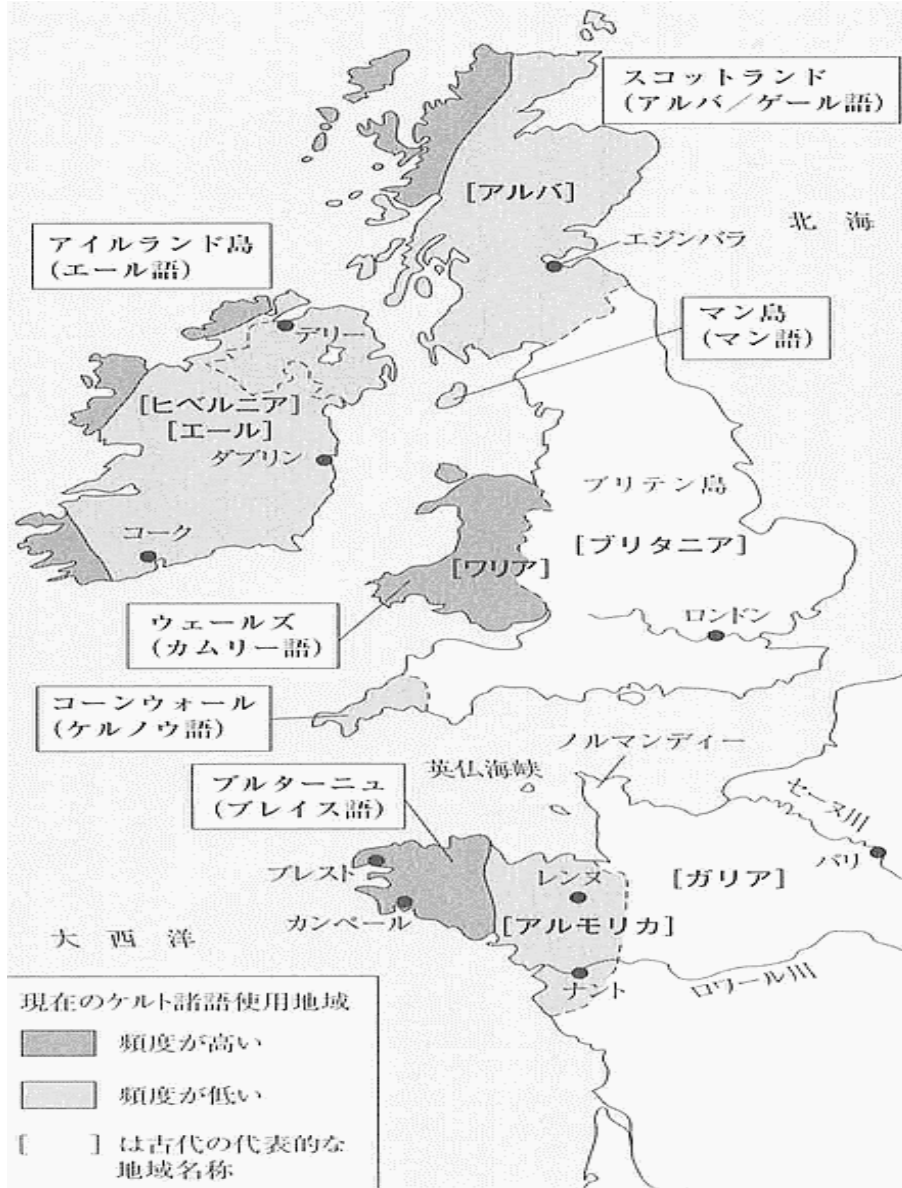 スコットランド
(アルバ/ゲール語)
[アルバ]
北海
エジンバラ
アイルランド島
(エール語)
マン島
(マン語)
デリー
[ヒベルニア]
[エール]
ダブリン
ブリテン島
コーク
[ブリタニア]
[ワリア]
ウェールズ
(カムリー語)
ロンドン
コーンウォール
(ケルノウ語)
ノルマンディー
英仏海峡
ブルターニュ
(ブレイス語)
セーヌ川
パリ
ブレスト
レンヌ
[ガリア]
カンペール
[アルモリカ]
大西洋
ナント
ロワール川
現在のケルト諸語使用地域
頻度が高い
頻度が低い
[ ]は古代の代表的な
地域名称